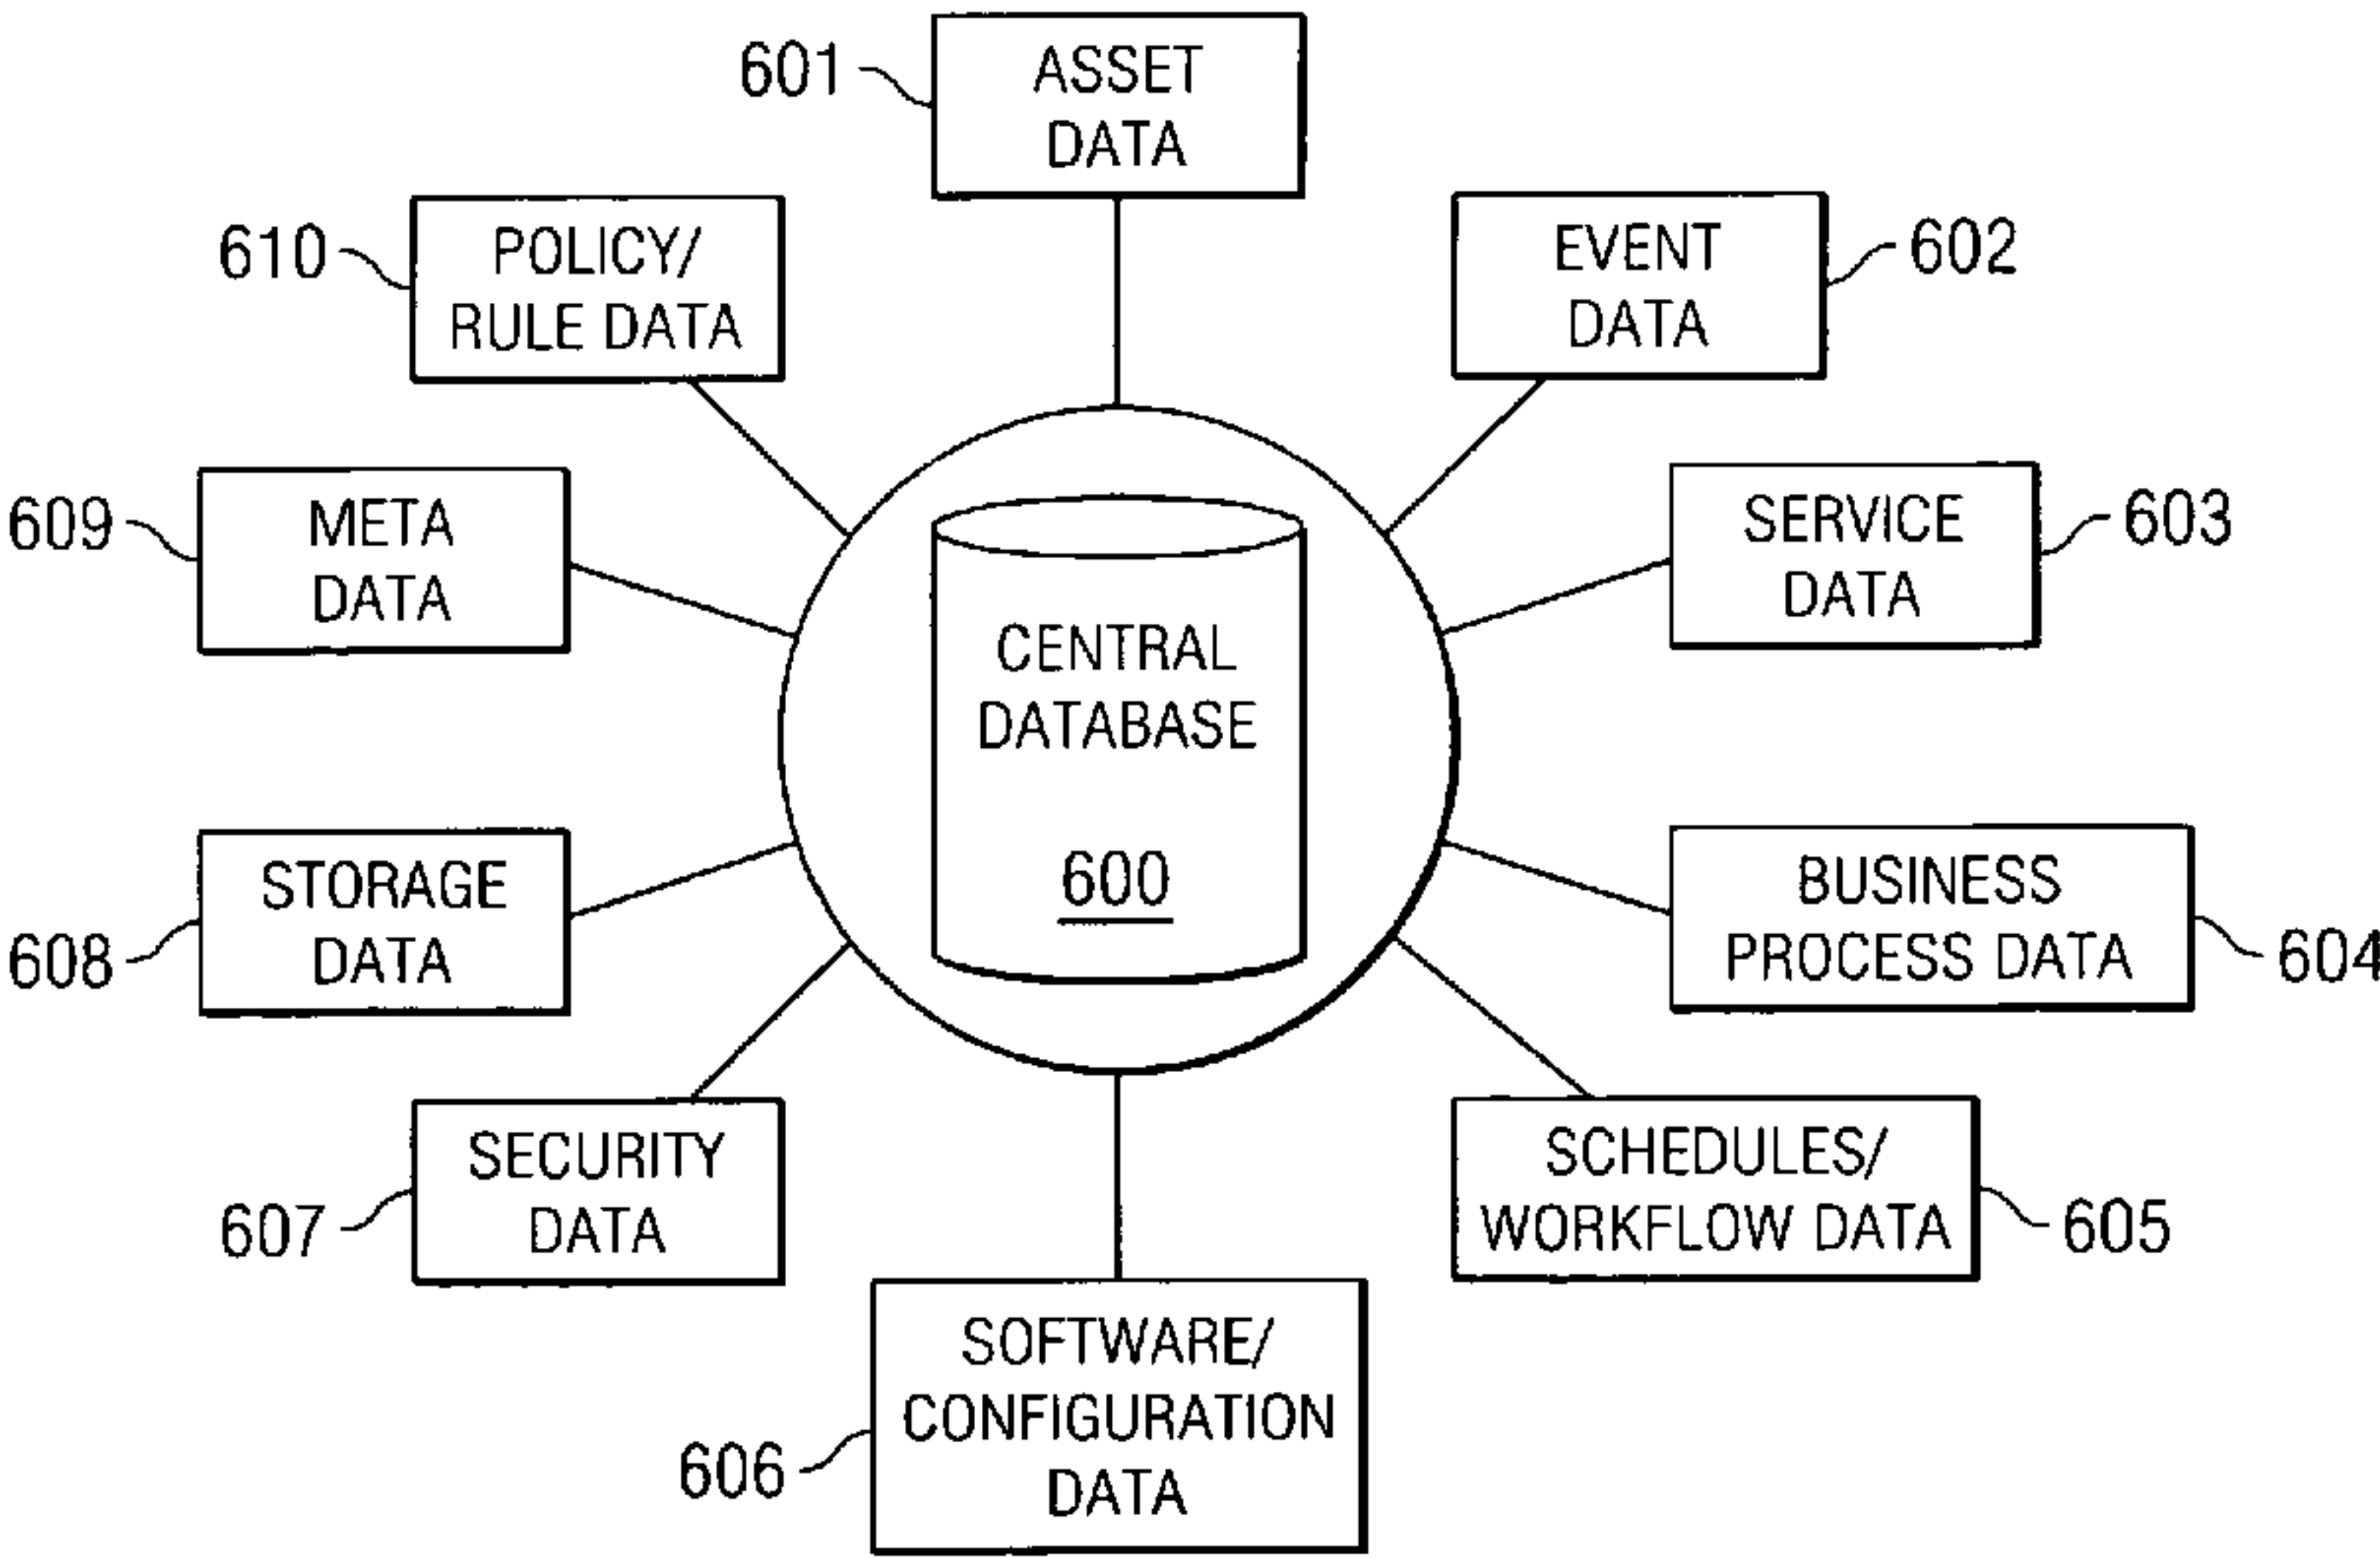 601
ASSET
DATA
610
POLICY/
RULE DATA
EVENT
DATA
602
609
META
DATA
SERVICE
DATA
603
CENTRAL
DATABASE
600
608
STORAGE
DATA
BUSINESS
PROCESS DATA
604
607
SECURITY
DATA
SCHEDULES/
WORKFLOW DATA
605
606
SOFTWARE/
CONFIGURATION
DATA